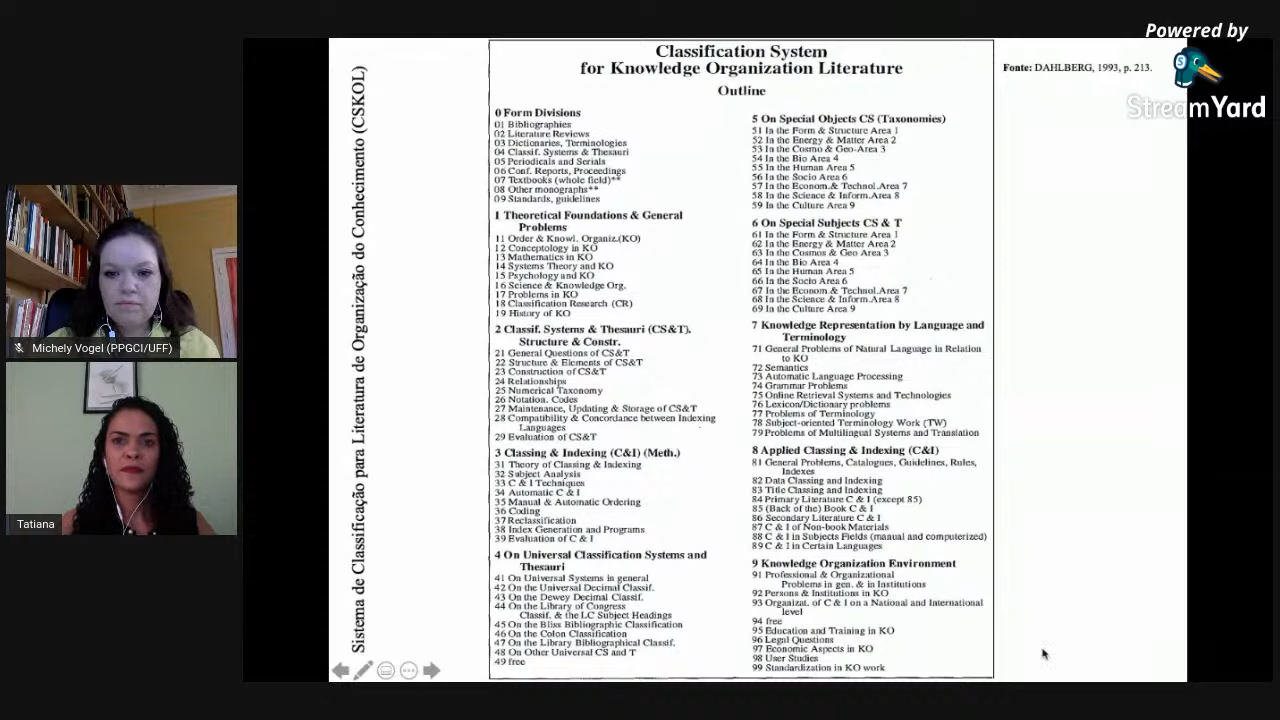 Powered by
StreamYard
Michely Vogel (PPGCI/UFF)
Tatiana
Sistema de Classificação para Literatura de Organização do Conhecimento (CSKOL)
Classification System
for Knowledge Organization Literature
Outline
0 Form Divisions
01 Bibliographies
02 Literature Reviews
03 Dictionaries, Terminologies
04 Classif. Systems & Thesauri
05 Periodicals and Serials
06 Conf. Reports, Proceedings
07 Textbooks (whole field)**
08 Other monographs**
09 Standards, guidelines
1 Theoretical Foundations & General
Problems
11 Order & Knowl. Organiz.(KO)
12 Conceptology in KO
13 Mathematics in KO
14 Systems Theory and KO
15 Psychology and KO
16 Science & Knowledge Org.
17 Problems in KO
18 Classification Research (CR)
19 History of KO
2 Classif. Systems & Thesauri (CS&T).
Structure & Constr.
21 General Questions of CS&T
22 Structure & Elements of CS&T
23 Construction of CS&T
24 Relationships
25 Numerical Taxonomy
26 Notation. Codes
27 Maintenance, Updating & Storage of CS&T
28 Compatibility & Concordance between Indexing
Languages
29 Evaluation of CS&T
3 Classing & Indexing (C&I) (Meth.)
31 Theory of Classing & Indexing
32 Subject Analysis
33 C & I Techniques
34 Automatic C & I
35 Manual & Automatic Ordering
36 Coding
37 Reclassification
38 Index Generation and Programs
39 Evaluation of C & I
4 On Universal Classification Systems and
Thesauri
41 On Universal Systems in general
42 On the Universal Decimal Classif.
43 On the Dewey Decimal Classif.
44 On the Library of Congress
Classif. & the LC Subject Headings
45 On the Bliss Bibliographic Classification
46 On the Colon Classification
47 On the Library Bibliographical Classif.
48 On Other Universal CS and T
49 free
5 On Special Objects CS (Taxonomies)
51 In the Form & Structure Area 1
52 In the Energy & Matter Area 2
53 In the Cosmo & Geo-Area 3
54 In the Bio Area 4
55 In the Human Area 5
56 In the Socio Area 6
57 In the Econom.& Technol.Area 7
58 In the Science & Inform.Area 8
59 In the Culture Area 9
6 On Special Subjects CS & T
61 In the Form & Structure Area 1
62 In the Energy & Matter Area 2
63 In the Cosmos & Geo Area 3
64 In the Bio Area 4
65 In the Human Area 5
66 In the Socio Area 6
67 In the Econom.& Technol.Area 7
68 In the Science & Inform.Area 8
69 In the Culture Area 9
7 Knowledge Representation by Language and
Terminology
71 General Problems of Natural Language in Relation
to KO
72 Semantics
73 Automatic Language Processing
74 Grammar Problems
75 Online Retrieval Systems and Technologies
76 Lexicon/Dictionary problems
77 Problems of Terminology
78 Subject-oriented Terminology Work (TW)
79 Problems of Multilingual Systems and Translation
8 Applied Classing & Indexing (C&I)
81 General Problems, Catalogues, Guidelines, Rules,
Indexes
82 Data Classing and Indexing
83 Title Classing and Indexing
84 Primary Literature C & I (except 85)
85 (Back of the) Book C & I
86 Secondary Literature C & I
87 C & I of Non-book Materials
88 C & I in Subjects Fields (manual and computerized)
89 C & I in Certain Languages
9 Knowledge Organization Environment
91 Professional & Organizational
Problems in gen. & in Institutions
92 Persons & Institutions in KO
93 Organizat. of C & I on a National and International
level
94 free
95 Education and Training in KO
96 Legal Questions
97 Economic Aspects in KO
98 User Studies
99 Standardization in KO work
Fonte: DAHLBERG, 1993, p. 213.